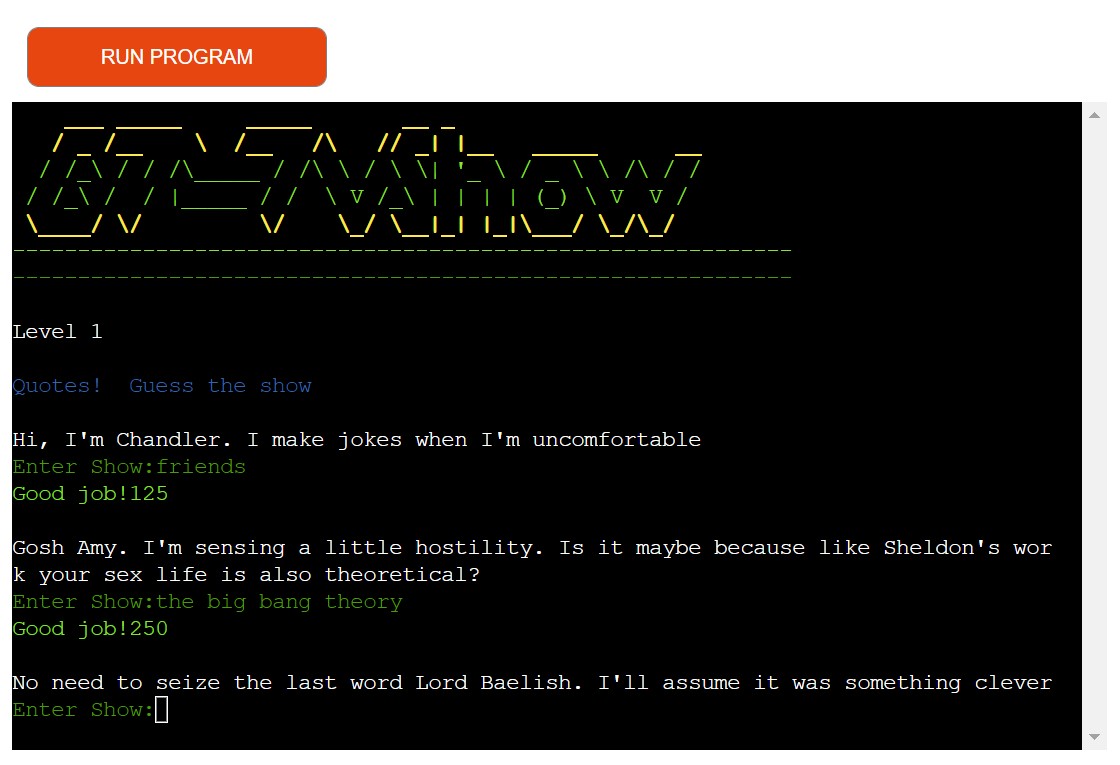 RUN PROGRAM
Level 1
Quotes!  Guess the show
Hi, I'm Chandler. I make jokes when I'm uncomfortable
Enter Show:friends
Good job!125
Gosh Amy. I'm sensing a little hostility. Is it maybe because like Sheldon's wor
k your sex life is also theoretical?
Enter Show:the big bang theory
Good job!250
No need to seize the last word Lord Baelish. I'll assume it was something clever
Enter Show: